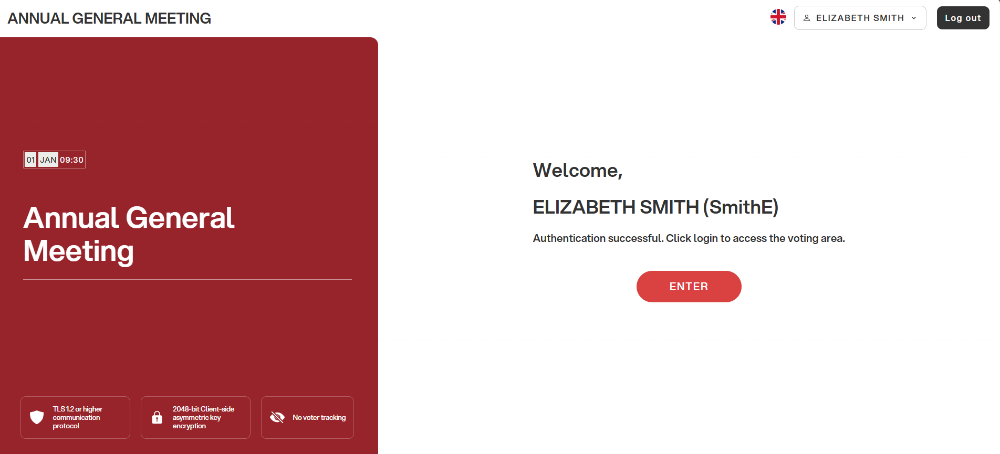 ANNUAL GENERAL MEETING
ELIZABETH SMITH
Log out
01 JAN 09:30
Annual General
Meeting
TLS 1.2 or higher
communication
protocol
2048-bit Client-side
asymmetric key
encryption
No voter tracking
Welcome,
ELIZABETH SMITH (SmithE)
Authentication successful. Click login to access the voting area.
ENTER